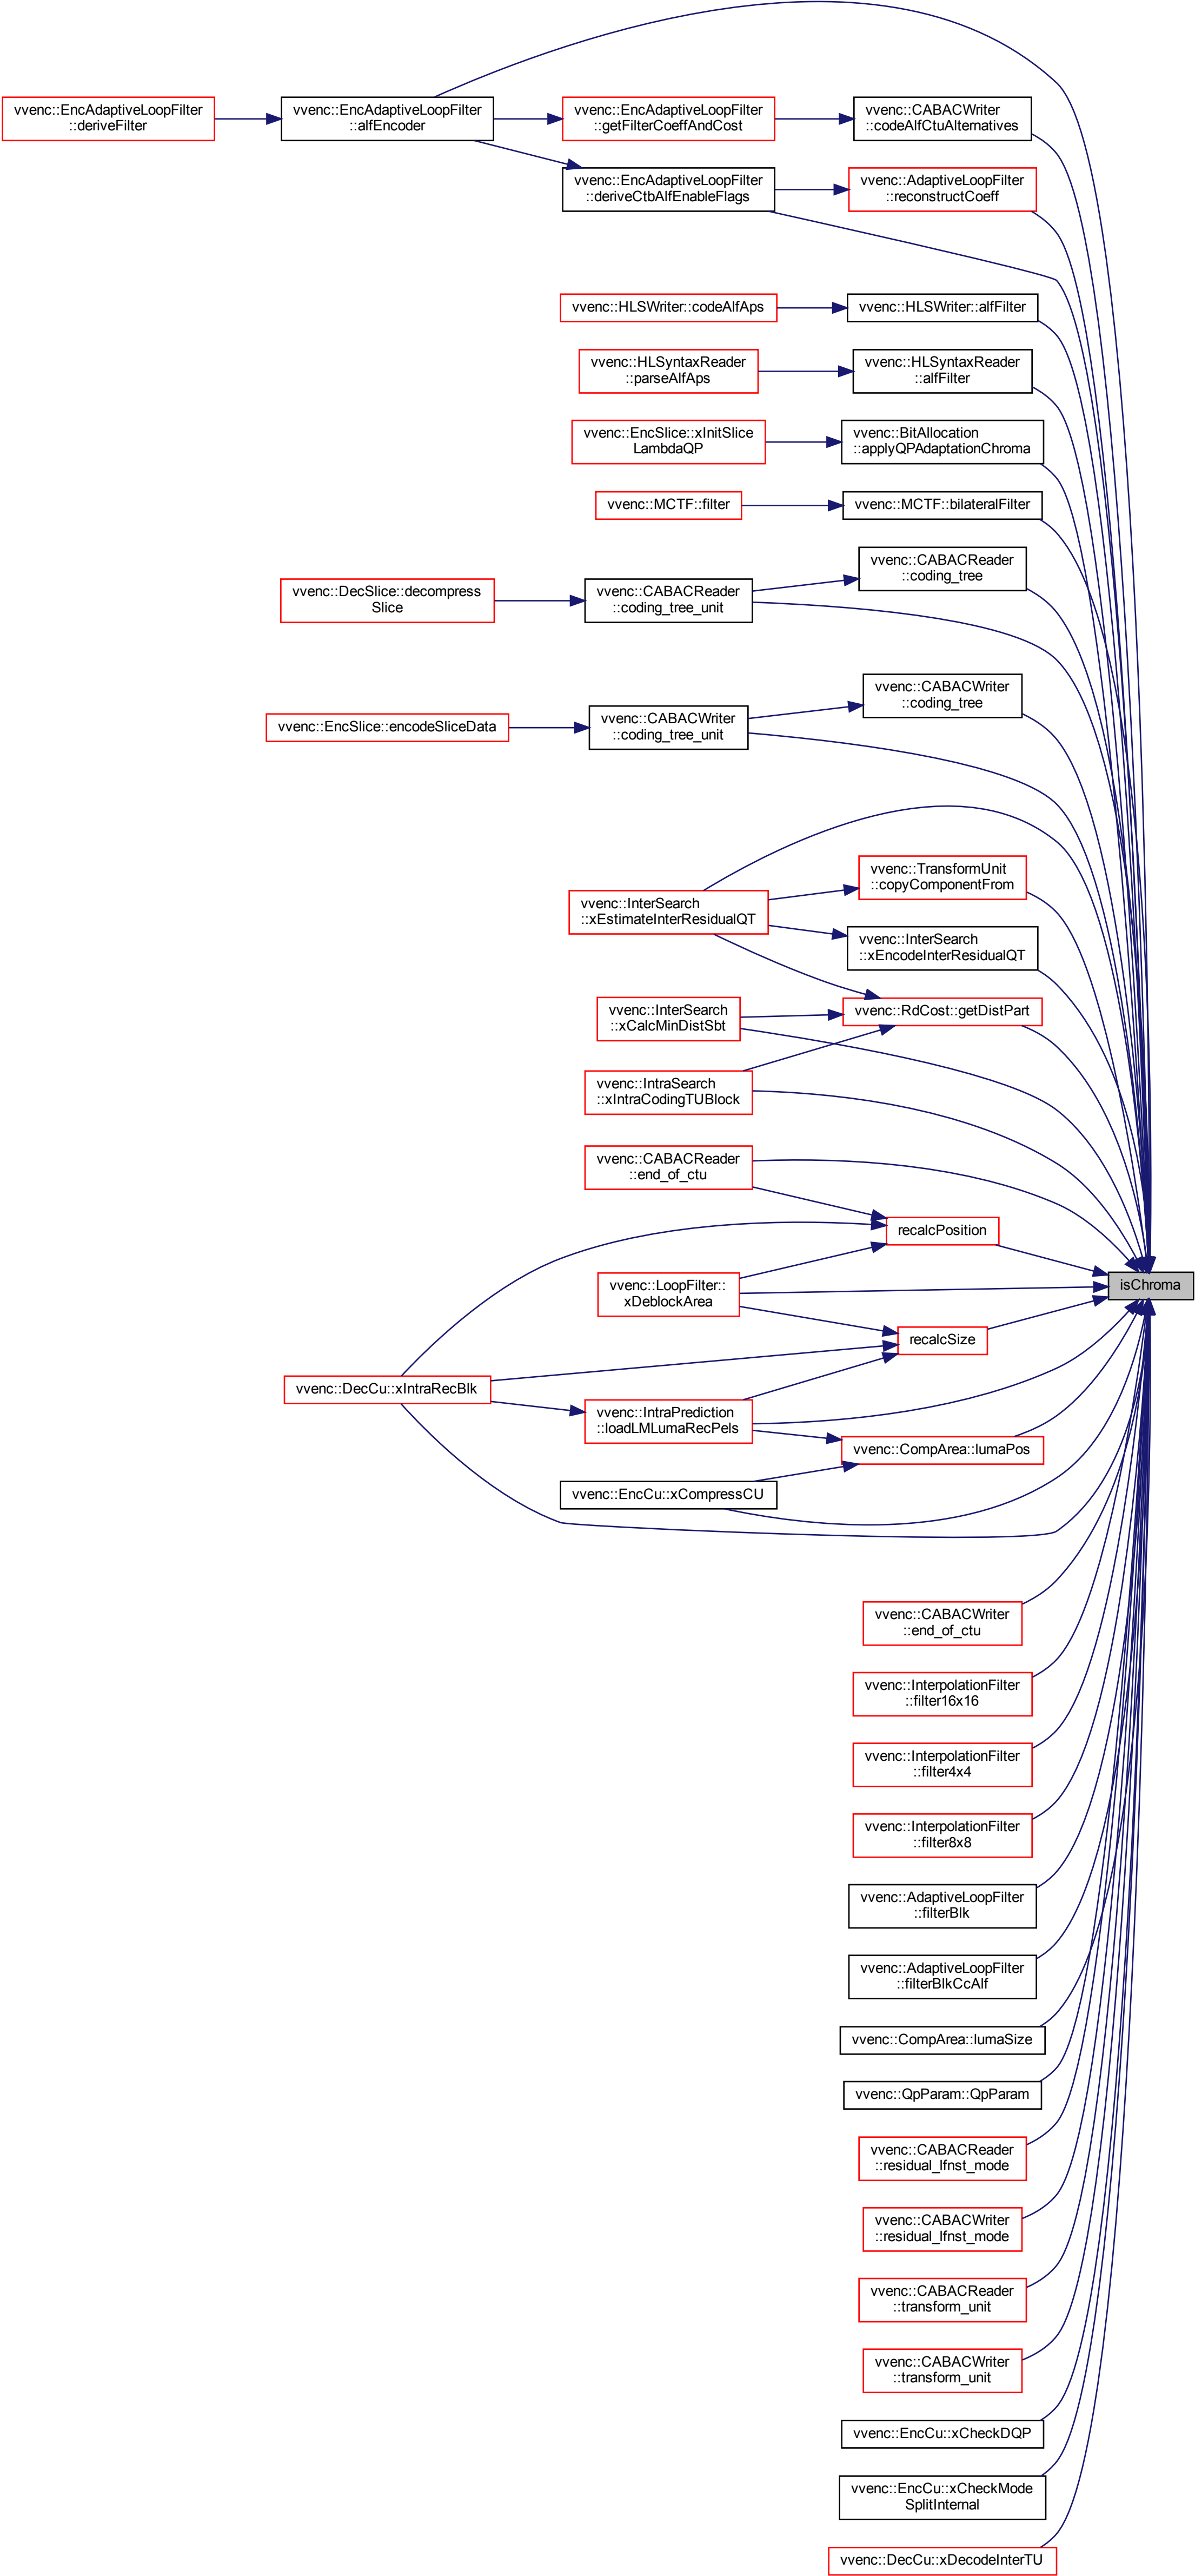 vvenc::EncAdaptiveLoopFilter
::deriveFilter
vvenc::EncAdaptiveLoopFilter
::alfEncoder
vvenc::EncAdaptiveLoopFilter
::getFilterCoeffAndCost
vvenc::CABACWriter
::codeAlfCtuAlternatives
vvenc::EncAdaptiveLoopFilter
::deriveCtbAlfEnableFlags
vvenc::AdaptiveLoopFilter
::reconstructCoeff
vvenc::HLSWriter::codeAlfAps
vvenc::HLSWriter::alfFilter
vvenc::HLSyntaxReader
::parseAlfAps
vvenc::HLSyntaxReader
::alfFilter
vvenc::EncSlice::xInitSlice
LambdaQP
vvenc::BitAllocation
::applyQPAdaptationChroma
vvenc::MCTF::filter
vvenc::MCTF::bilateralFilter
vvenc::CABACReader
::coding_tree
vvenc::DecSlice::decompress
Slice
vvenc::CABACReader
::coding_tree_unit
vvenc::CABACWriter
::coding_tree
vvenc::EncSlice::encodeSliceData
vvenc::CABACWriter
::coding_tree_unit
vvenc::TransformUnit
::copyComponentFrom
vvenc::InterSearch
::xEstimateInterResidualQT
vvenc::InterSearch
::xEncodeInterResidualQT
vvenc::InterSearch
::xCalcMinDistSbt
vvenc::RdCost::getDistPart
vvenc::IntraSearch
::xIntraCodingTUBlock
vvenc::CABACReader
::end_of_ctu
recalcPosition
isChroma
vvenc::LoopFilter::
xDeblockArea
recalcSize
vvenc::DecCu::xIntraRecBlk
vvenc::IntraPrediction
::loadLMLumaRecPels
vvenc::CompArea::lumaPos
vvenc::EncCu::xCompressCU
vvenc::CABACWriter
::end_of_ctu
vvenc::InterpolationFilter
::filter16x16
vvenc::InterpolationFilter
::filter4x4
vvenc::InterpolationFilter
::filter8x8
vvenc::AdaptiveLoopFilter
::filterBlk
vvenc::AdaptiveLoopFilter
::filterBlkCcAlf
vvenc::CompArea::lumaSize
vvenc::QpParam::QpParam
vvenc::CABACReader
::residual_lfnst_mode
vvenc::CABACWriter
::residual_lfnst_mode
vvenc::CABACReader
::transform_unit
vvenc::CABACWriter
::transform_unit
vvenc::EncCu::xCheckDQP
vvenc::EncCu::xCheckMode
SplitInternal
vvenc::DecCu::xDecodeInterTU